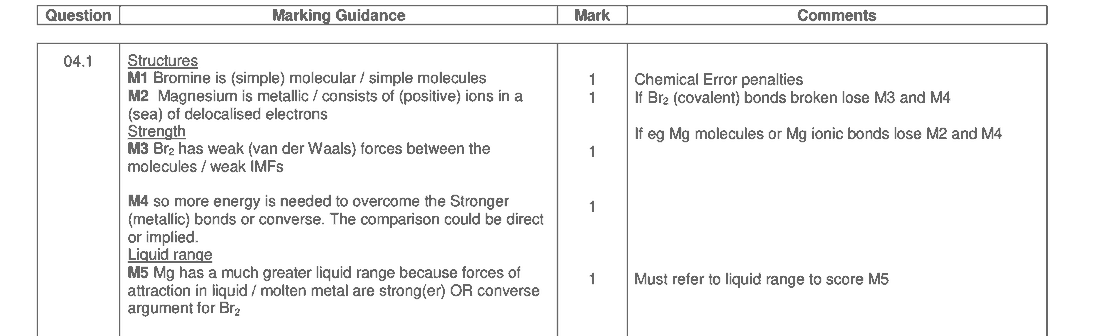 Question Marking Guidance Mark Comments
04.1 Structures
M1 Bromine is (simple) molecular / simple molecules 1 Chemical Error penalties
M2 Magnesium is metallic / consists of (positive) ions in a 1 If Br₂ (covalent) bonds broken lose M3 and M4
(sea) of delocalised electrons
Strength If eg Mg molecules or Mg ionic bonds lose M2 and M4
M3 Br₂ has weak (van der Waals) forces between the 1
molecules / weak IMFs
M4 so more energy is needed to overcome the Stronger 1
(metallic) bonds or converse. The comparison could be direct
or implied.
Liquid range
M5 Mg has a much greater liquid range because forces of 1 Must refer to liquid range to score M5
attraction in liquid / molten metal are strong(er) OR converse
argument for Br₂